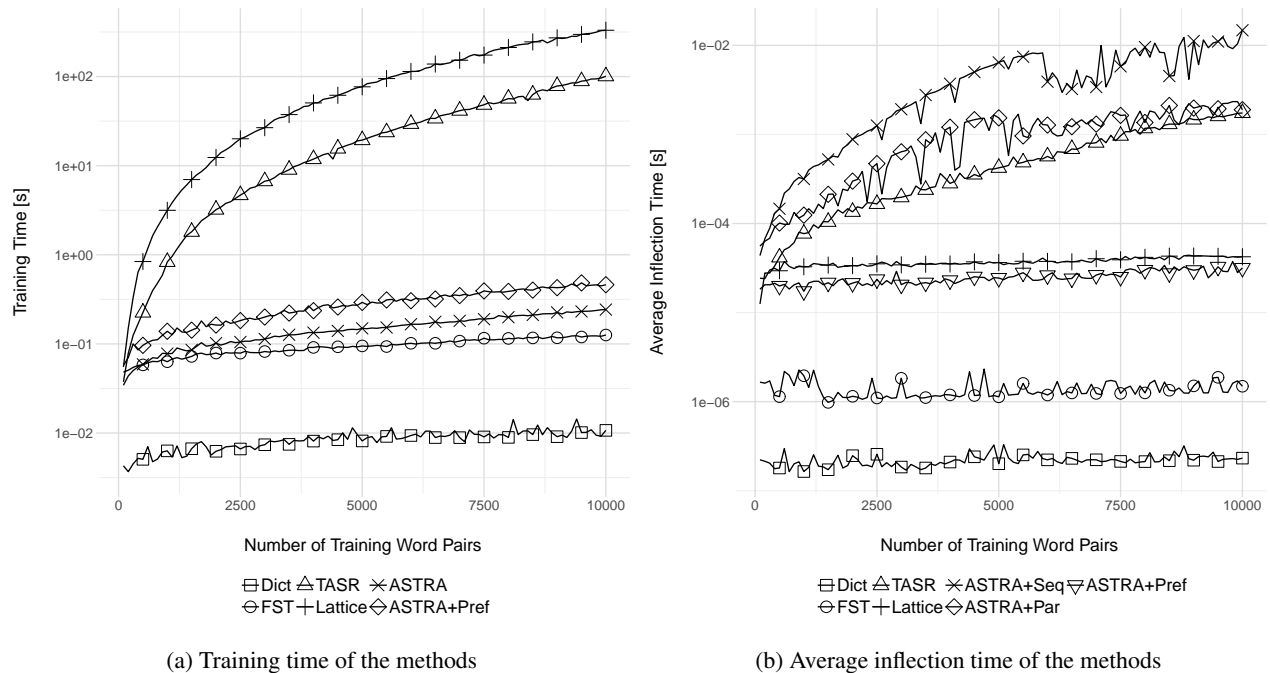 Training Time [s]
1e+02
1e+01
1e+00
1e−01
1e−02
0 2500 5000 7500 10000
Number of Training Word Pairs
Dict TASR ASTRA
FST Lattice ASTRA+Pref
(a) Training time of the methods
Average Inflection Time [s]
1e−02
1e−04
1e−06
0 2500 5000 7500 10000
Number of Training Word Pairs
Dict TASR ASTRA+Seq ASTRA+Pref
FST Lattice ASTRA+Par
(b) Average inflection time of the methods